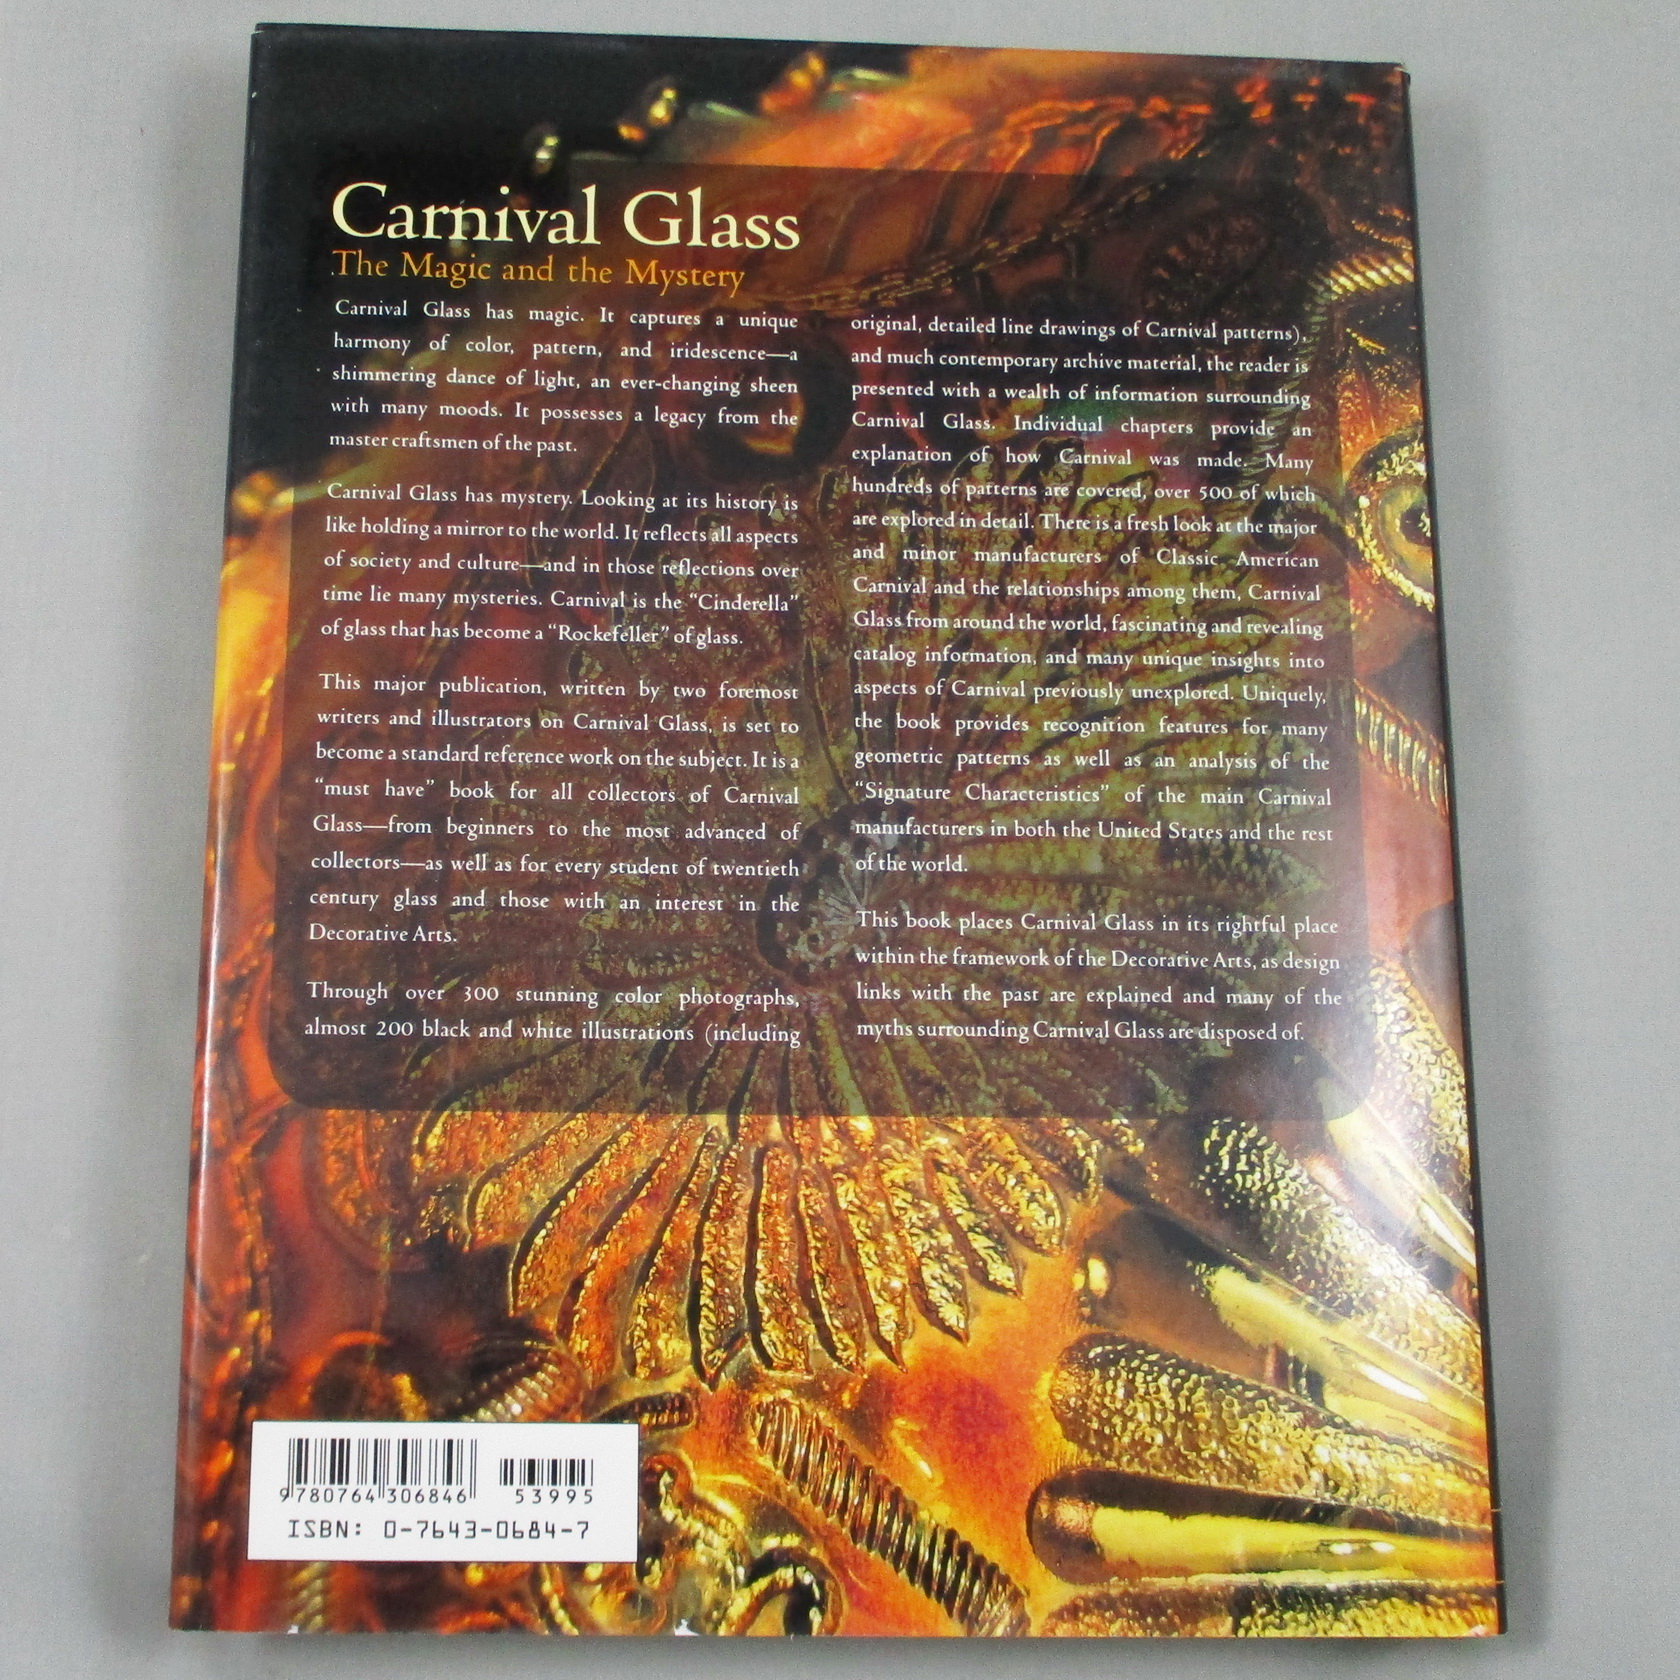 Carnival Glass
The Magic and the Mystery
Carnival Glass has magic. It captures a unique
harmony of color, pattern, and iridescence—a
shimmering dance of light, an ever-changing sheen
with many moods. It possesses a legacy from the
master craftsmen of the past.
Carnival Glass has mystery. Looking at its history is
like holding a mirror to the world. It reflects all aspects
of society and culture—and in those reflections over
time lie many mysteries. Carnival is the “Cinderella”
of glass that has become a “Rockefeller” of glass.
This major publication, written by two foremost
writers and illustrators on Carnival Glass, is set to
become a standard reference work on the subject. It is a
“must have” book for all collectors of Carnival
Glass—from beginners to the most advanced of
collectors—as well as for every student of twentieth
century glass and those with an interest in the
Decorative Arts.
Through over 300 stunning color photographs,
almost 200 black and white illustrations (including
original, detailed line drawings of Carnival patterns),
and much contemporary archive material, the reader is
presented with a wealth of information surrounding
Carnival Glass. Individual chapters provide an
explanation of how Carnival was made. Many
hundreds of patterns are covered, over 500 of which
are explored in detail. There is a fresh look at the major
and minor manufacturers of Classic American
Carnival and the relationships among them, Carnival
Glass from around the world, fascinating and revealing
catalog information, and many unique insights into
aspects of Carnival previously unexplored. Uniquely,
the book provides recognition features for many
geometric patterns as well as an analysis of the
“Signature Characteristics” of the main Carnival
manufacturers in both the United States and the rest
of the world.
This book places Carnival Glass in its rightful place
within the framework of the Decorative Arts, as design
links with the past are explained and many of the
myths surrounding Carnival Glass are disposed of.
9 780764 306846
53995
ISBN: 0-7643-0684-7